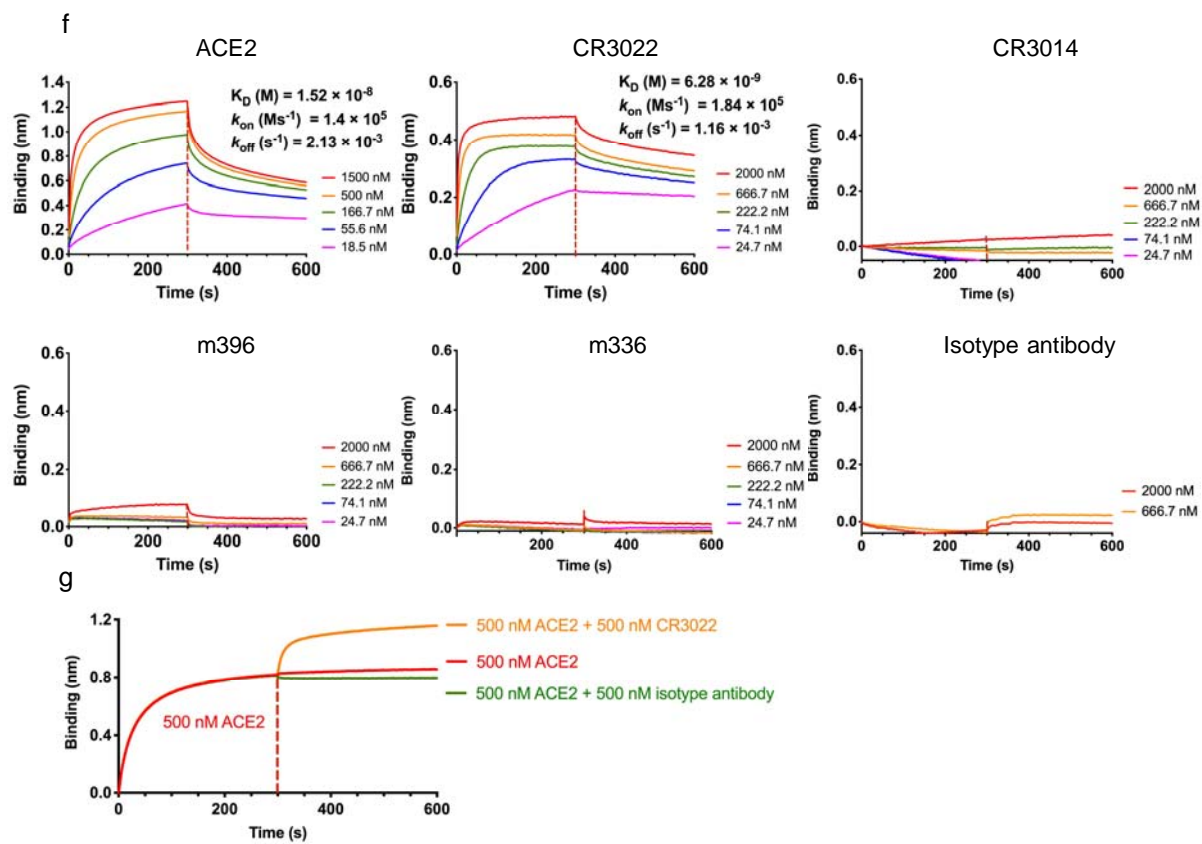 f
ACE2
CR3022
CR3014
K_D (M) = 1.52 × 10⁻⁸
k_on (Ms⁻¹) = 1.4 × 10⁵
k_off (s⁻¹) = 2.13 × 10⁻³
1500 nM
500 nM
166.7 nM
55.6 nM
18.5 nM
Binding (nm)
1.4
1.2
1.0
0.8
0.6
0.4
0.2
0.0
0 200 400 600
Time (s)
K_D (M) = 6.28 × 10⁻⁹
k_on (Ms⁻¹) = 1.84 × 10⁵
k_off (s⁻¹) = 1.16 × 10⁻³
2000 nM
666.7 nM
222.2 nM
74.1 nM
24.7 nM
Binding (nm)
0.6
0.4
0.2
0.0
0 200 400 600
Time (s)
Binding (nm)
0.6
0.4
0.2
0.0
2000 nM
666.7 nM
222.2 nM
74.1 nM
24.7 nM
0 200 400 600
Time (s)
m396
m336
Isotype antibody
Binding (nm)
0.6
0.4
0.2
0.0
2000 nM
666.7 nM
222.2 nM
74.1 nM
24.7 nM
0 200 400 600
Time (s)
Binding (nm)
0.6
0.4
0.2
0.0
2000 nM
666.7 nM
222.2 nM
74.1 nM
24.7 nM
200 400 600
Time (s)
Binding (nm)
0.6
0.4
0.2
0.0
2000 nM
666.7 nM
0 200 400 600
Time (s)
g
Binding (nm)
1.2
0.8
0.4
0.0
500 nM ACE2 + 500 nM CR3022
500 nM ACE2
500 nM ACE2 + 500 nM isotype antibody
500 nM ACE2
0 200 400 600
Time (s)